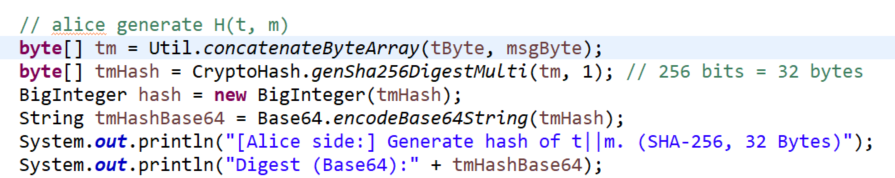 // alice generate H(t, m)
byte[] tm = Util.concatenateByteArray(tByte, msgByte);
byte[] tmHash = CryptoHash.genSha256DigestMulti(tm, 1); // 256 bits = 32 bytes
BigInteger hash = new BigInteger(tmHash);
String tmHashBase64 = Base64.encodeBase64String(tmHash);
System.out.println("[Alice side:] Generate hash of t||m. (SHA-256, 32 Bytes)");
System.out.println("Digest (Base64):" + tmHashBase64);